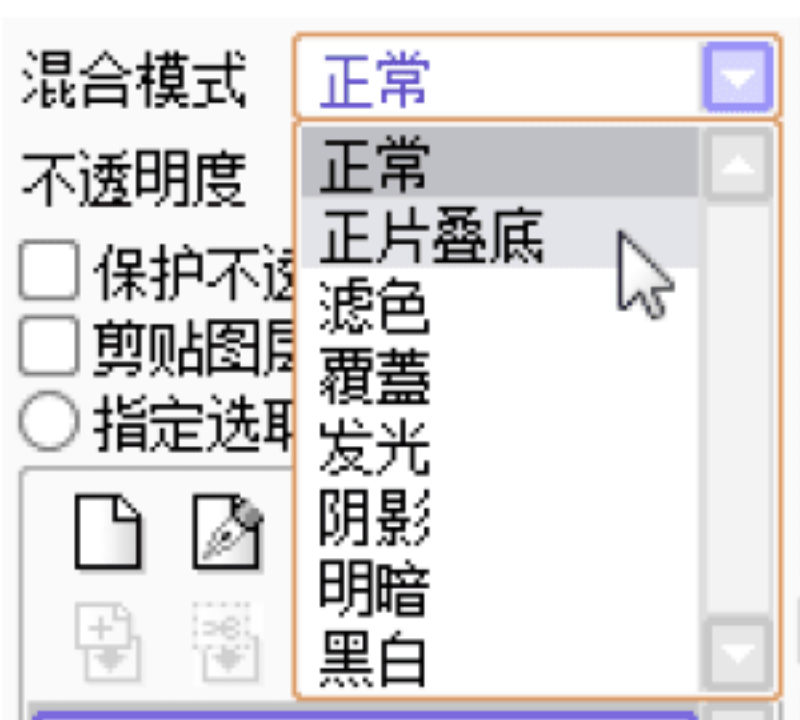 混合模式 正常
不透明度
保护不透
剪贴图层
指定选取
正常
正片叠底
滤色
覆蓋
发光
阴影
明暗
黑白